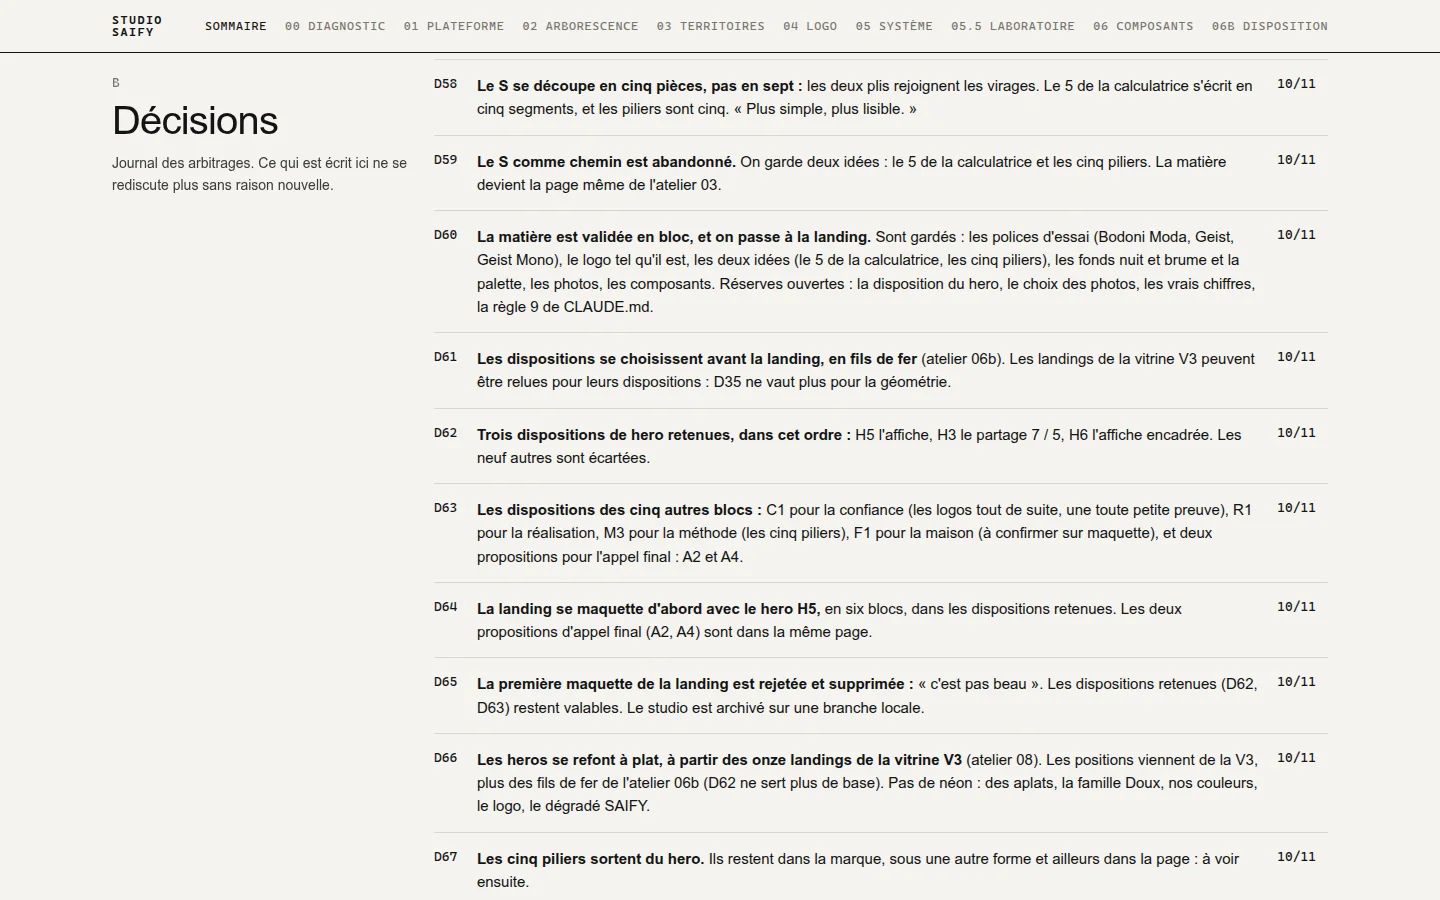 STUDIO
SAIFY
SOMMAIRE 00 DIAGNOSTIC 01 PLATEFORME 02 ARBORESCENCE 03 TERRITOIRES 04 LOGO 05 SYSTÈME 05.5 LABORATOIRE 06 COMPOSANTS 06B DISPOSITION
B
Décisions
Journal des arbitrages. Ce qui est écrit ici ne se
rediscute plus sans raison nouvelle.
D58 Le S se découpe en cinq pièces, pas en sept : les deux plis rejoignent les virages. Le 5 de la calculatrice s'écrit en 10/11
cinq segments, et les piliers sont cinq. « Plus simple, plus lisible. »
D59 Le S comme chemin est abandonné. On garde deux idées : le 5 de la calculatrice et les cinq piliers. La matière 10/11
devient la page même de l'atelier 03.
D60 La matière est validée en bloc, et on passe à la landing. Sont gardés : les polices d'essai (Bodoni Moda, Geist, 10/11
Geist Mono), le logo tel qu'il est, les deux idées (le 5 de la calculatrice, les cinq piliers), les fonds nuit et brume et la
palette, les photos, les composants. Réserves ouvertes : la disposition du hero, le choix des photos, les vrais chiffres,
la règle 9 de CLAUDE.md.
D61 Les dispositions se choisissent avant la landing, en fils de fer (atelier 06b). Les landings de la vitrine V3 peuvent 10/11
être relues pour leurs dispositions : D35 ne vaut plus pour la géométrie.
D62 Trois dispositions de hero retenues, dans cet ordre : H5 l'affiche, H3 le partage 7 / 5, H6 l'affiche encadrée. Les 10/11
neuf autres sont écartées.
D63 Les dispositions des cinq autres blocs : C1 pour la confiance (les logos tout de suite, une toute petite preuve), R1 10/11
pour la réalisation, M3 pour la méthode (les cinq piliers), F1 pour la maison (à confirmer sur maquette), et deux
propositions pour l'appel final : A2 et A4.
D64 La landing se maquette d'abord avec le hero H5, en six blocs, dans les dispositions retenues. Les deux 10/11
propositions d'appel final (A2, A4) sont dans la même page.
D65 La première maquette de la landing est rejetée et supprimée : « c'est pas beau ». Les dispositions retenues (D62, 10/11
D63) restent valables. Le studio est archivé sur une branche locale.
D66 Les heros se refont à plat, à partir des onze landings de la vitrine V3 (atelier 08). Les positions viennent de la V3, 10/11
plus des fils de fer de l'atelier 06b (D62 ne sert plus de base). Pas de néon : des aplats, la famille Doux, nos couleurs,
le logo, le dégradé SAIFY.
D67 Les cinq piliers sortent du hero. Ils restent dans la marque, sous une autre forme et ailleurs dans la page : à voir 10/11
ensuite.